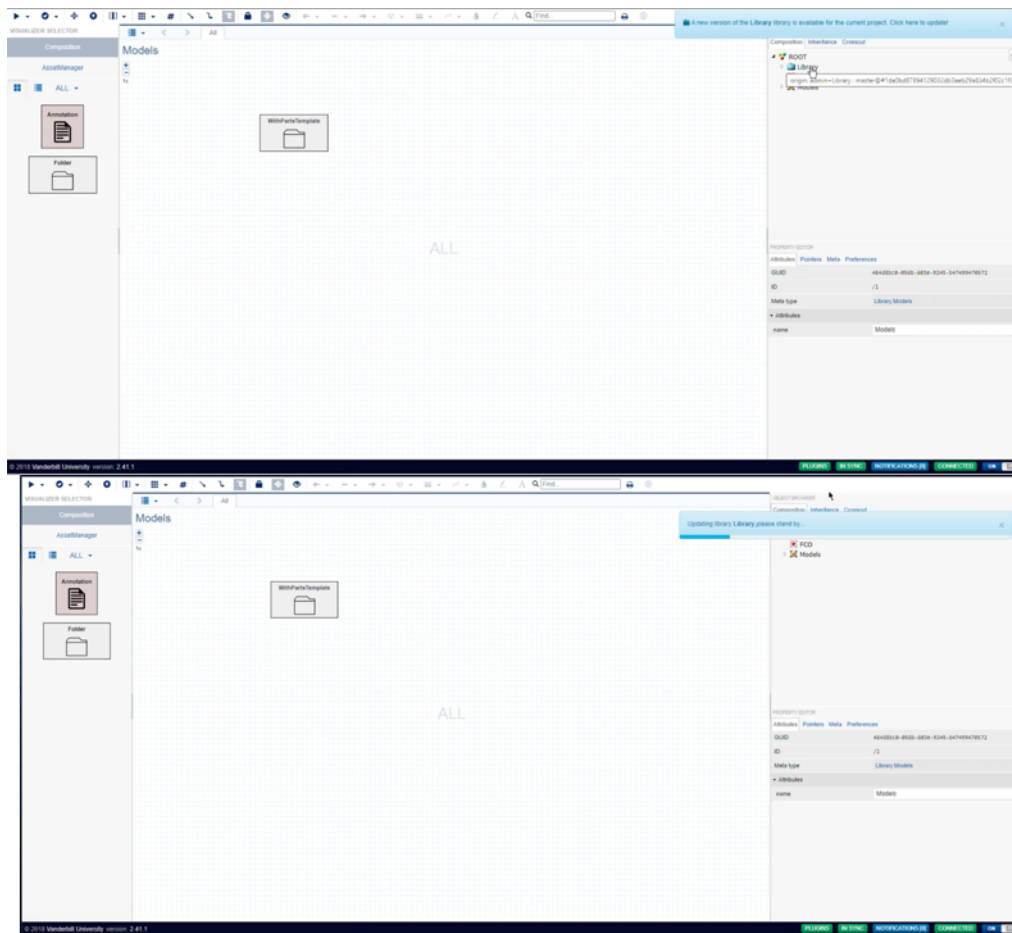 Find...
A new version of the Library library is available for the current project. Click here to update!
VISUALIZER SELECTOR
All
Composition
AssetManager
ALL
Models
Composition Inheritance Crosscut
ROOT
Library
Models
1x
Annotation
Folder
WithPartsTemplate
ALL
PROPERTY EDITOR
Attributes Pointers Meta Preferences
GUID
ID /1
Meta type Library.Models
Attributes
name Models
© 2018 Vanderbilt University version: 2.41.1
PLUGINS IN SYNC NOTIFICATIONS [0] CONNECTED ON
Find...
VISUALIZER SELECTOR
All
OBJECT BROWSER
Composition
AssetManager
ALL
Models
Composition Inheritance Crosscut
Updating library Library please stand by...
FCO
Models
1x
Annotation
Folder
WithPartsTemplate
ALL
PROPERTY EDITOR
Attributes Pointers Meta Preferences
GUID
ID /1
Meta type Library.Models
Attributes
name Models
© 2018 Vanderbilt University version: 2.41.1
PLUGINS IN SYNC NOTIFICATIONS [0] CONNECTED ON